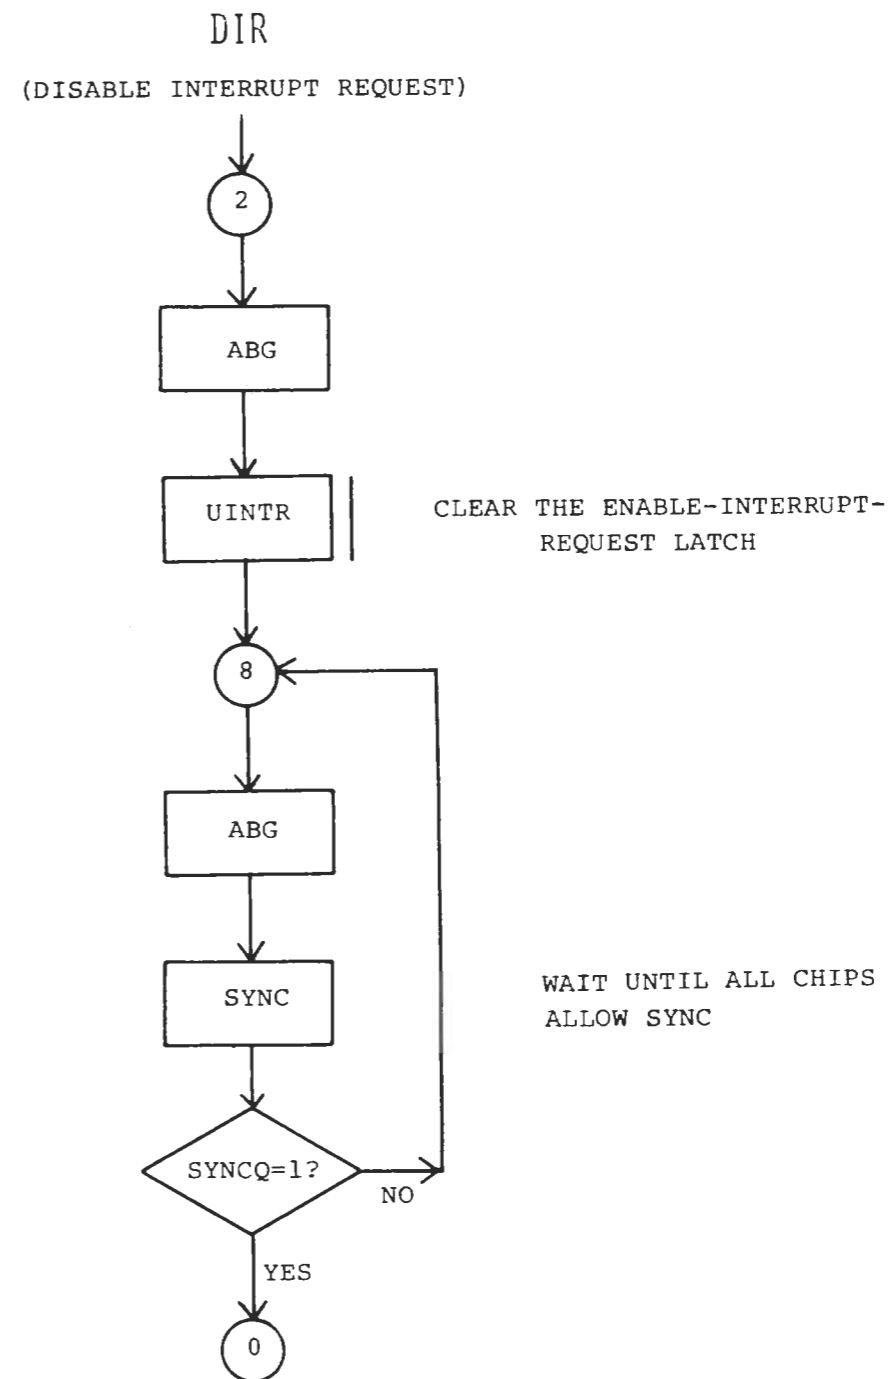 DIR
(DISABLE INTERRUPT REQUEST)
2
ABG
UINTR
CLEAR THE ENABLE-INTERRUPT-
REQUEST LATCH
8
ABG
SYNC
WAIT UNTIL ALL CHIPS
ALLOW SYNC
SYNCQ=1?
NO
YES
0